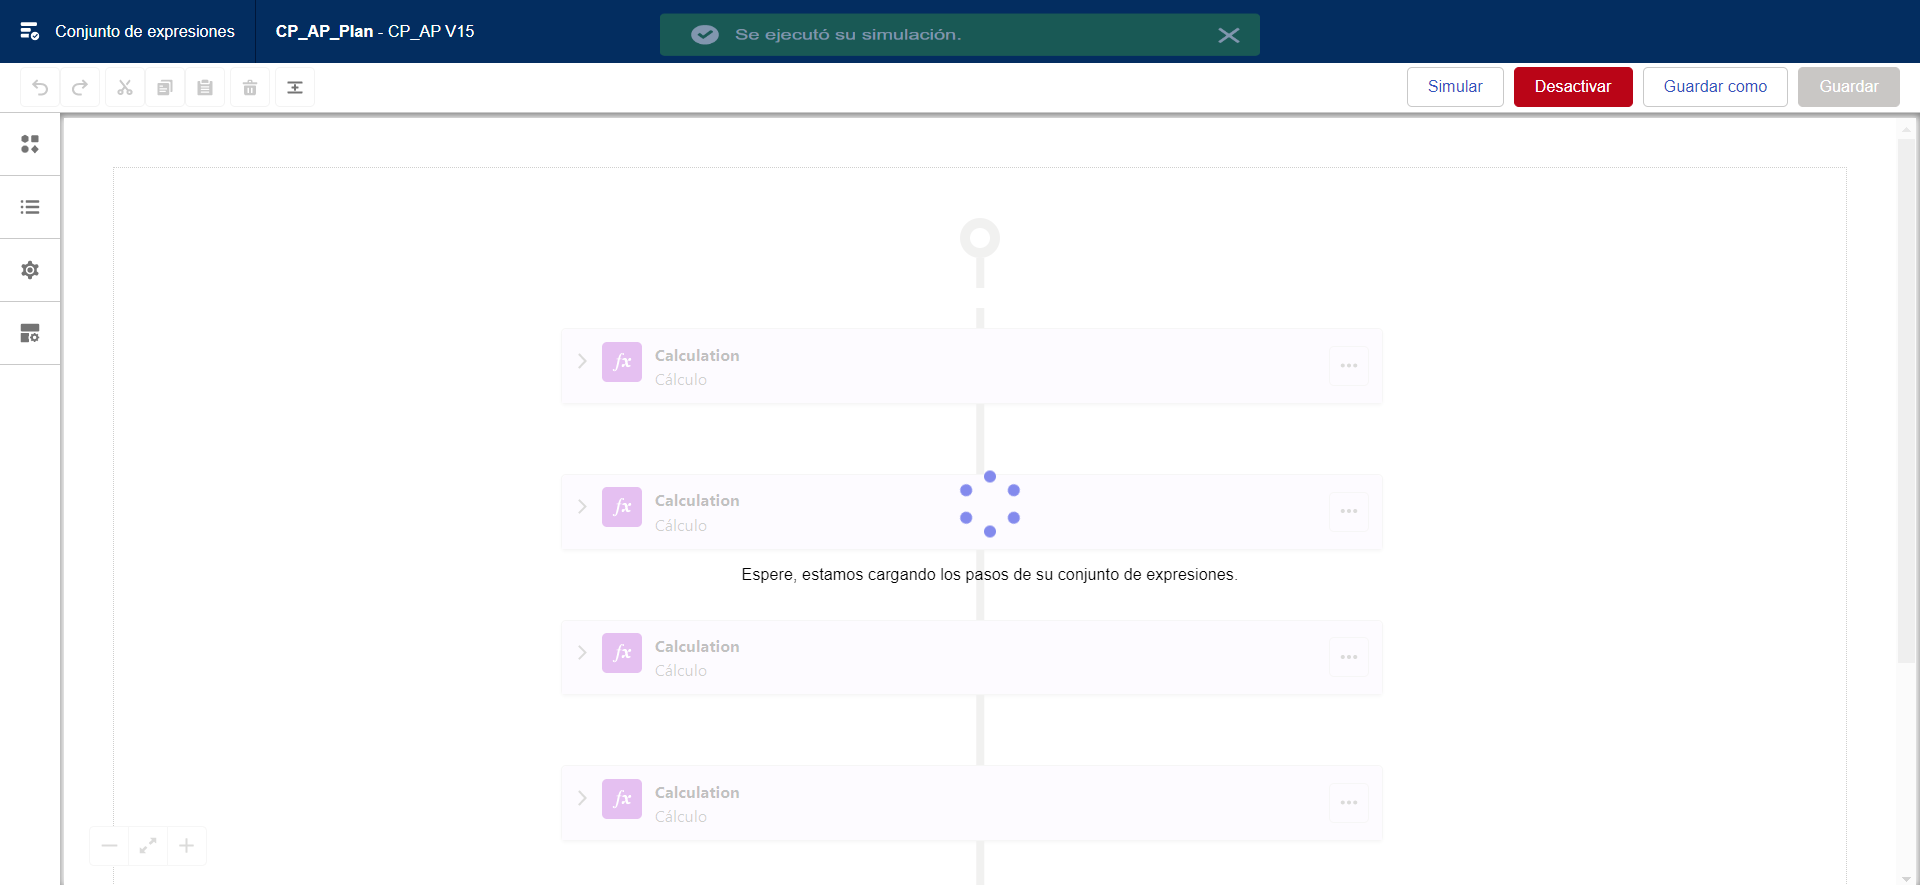 Conjunto de expresiones
CP_AP_Plan - CP_AP V15
Se ejecutó su simulación.
Simular
Desactivar
Guardar como
Guardar
fx
Calculation
Cálculo
fx
Calculation
Cálculo
Espere, estamos cargando los pasos de su conjunto de expresiones.
fx
Calculation
Cálculo
fx
Calculation
Cálculo